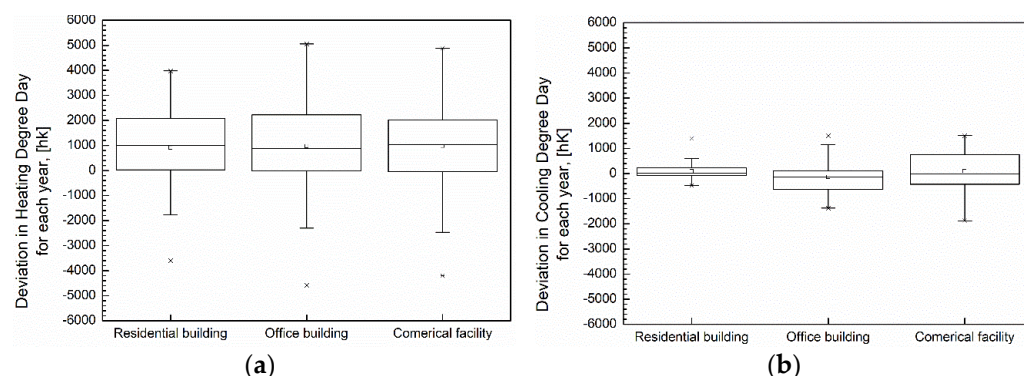 Deviation in Heating Degree Day
for each year, [hk]
6000
5000
4000
3000
2000
1000
0
-1000
-2000
-3000
-4000
-5000
-6000
Residential building
Office building
Comerical facility
(a)
Deviation in Cooling Degree Day
for each year, [hK]
6000
5000
4000
3000
2000
1000
0
-1000
-2000
-3000
-4000
-5000
-6000
Residential building
Office building
Comerical facility
(b)